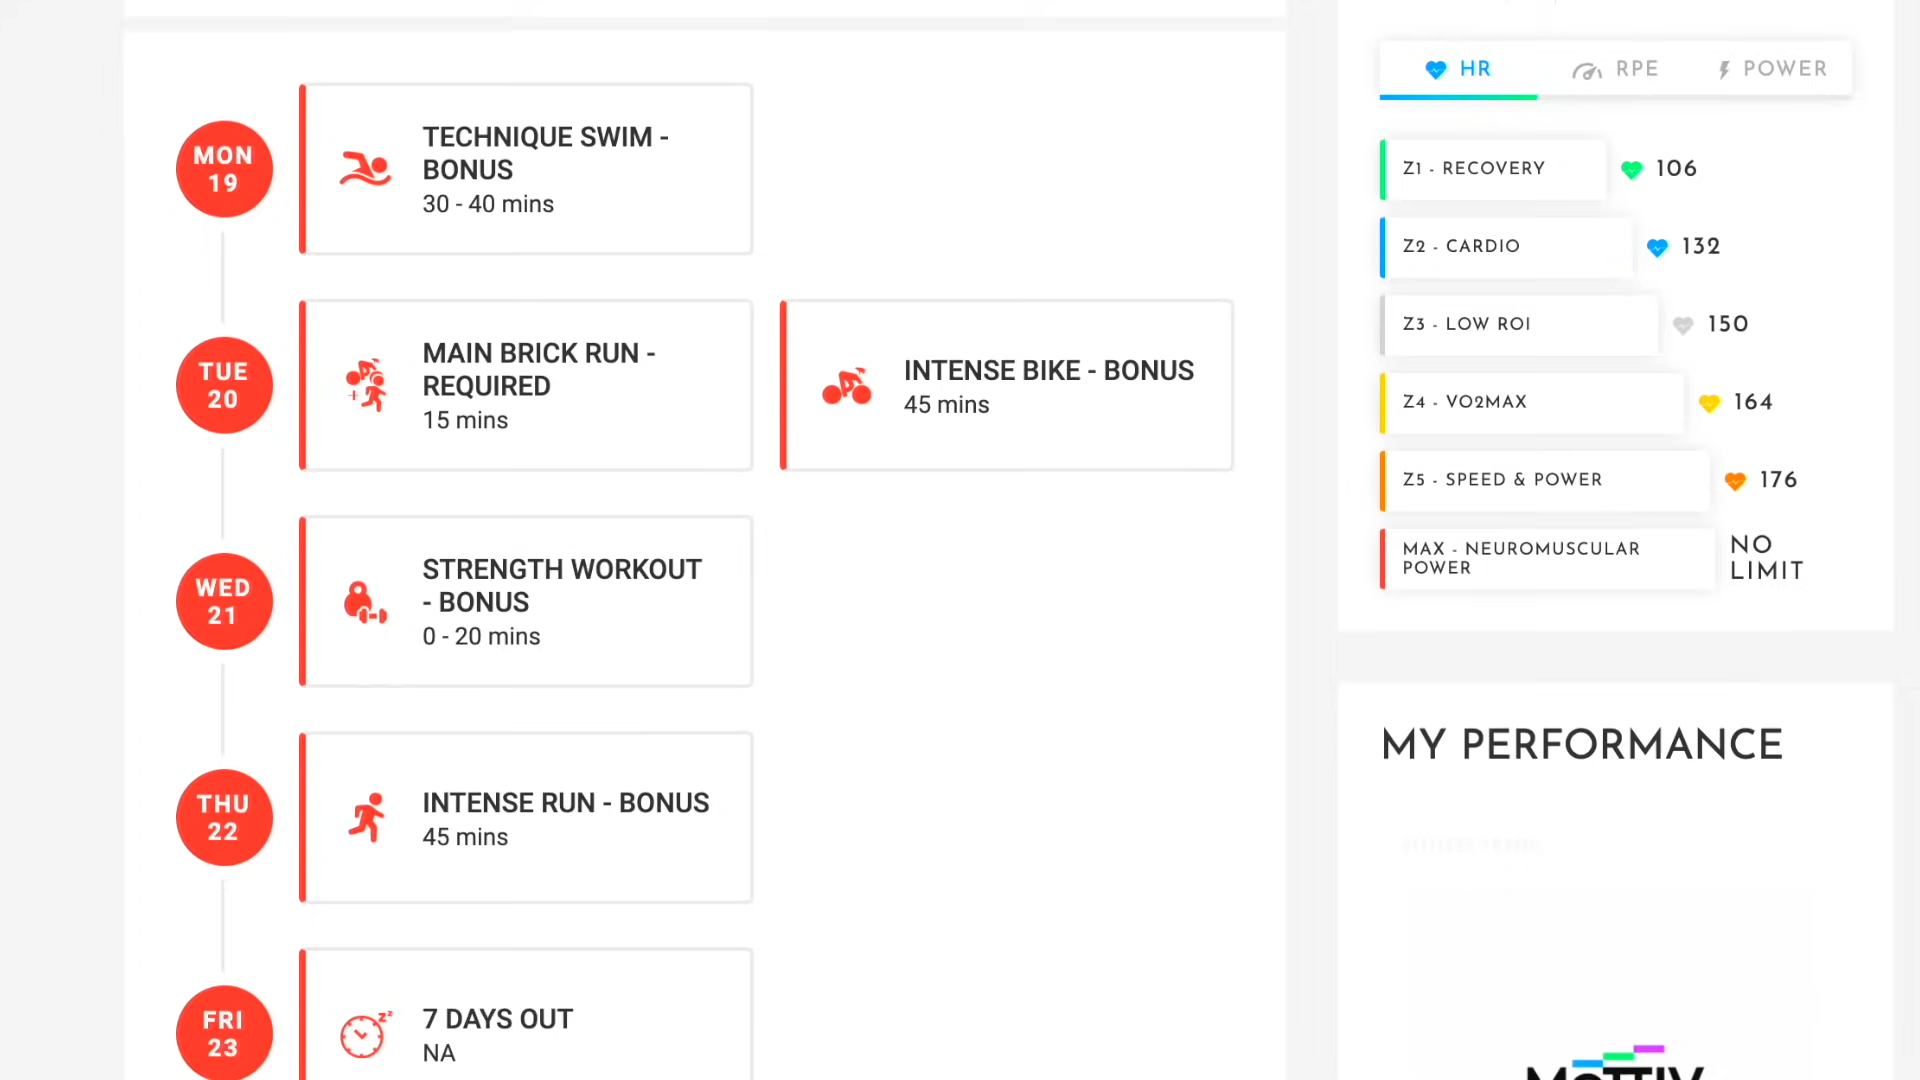 MON
19
TECHNIQUE SWIM -
BONUS
30 - 40 mins
TUE
20
MAIN BRICK RUN -
REQUIRED
15 mins
INTENSE BIKE - BONUS
45 mins
WED
21
STRENGTH WORKOUT
- BONUS
0 - 20 mins
THU
22
INTENSE RUN - BONUS
45 mins
FRI
23
7 DAYS OUT
NA
HR
RPE
POWER
Z1 - RECOVERY
106
Z2 - CARDIO
132
Z3 - LOW ROI
150
Z4 - VO2MAX
164
Z5 - SPEED & POWER
176
MAX - NEUROMUSCULAR
POWER
NO
LIMIT
MY PERFORMANCE
MOTTIV